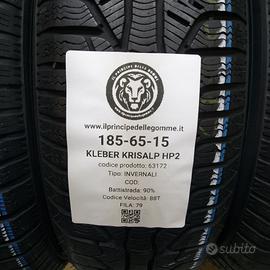 IL PRINCIPE DELLE GOMME
www.ilprincipedellegomme.it
185-65-15
KLEBER KRISALP HP2
codice prodotto: 63172
Tipo: INVERNALI
COD:
Battistrada: 90%
Codice Velocità: 88T
FILA: 79
subito